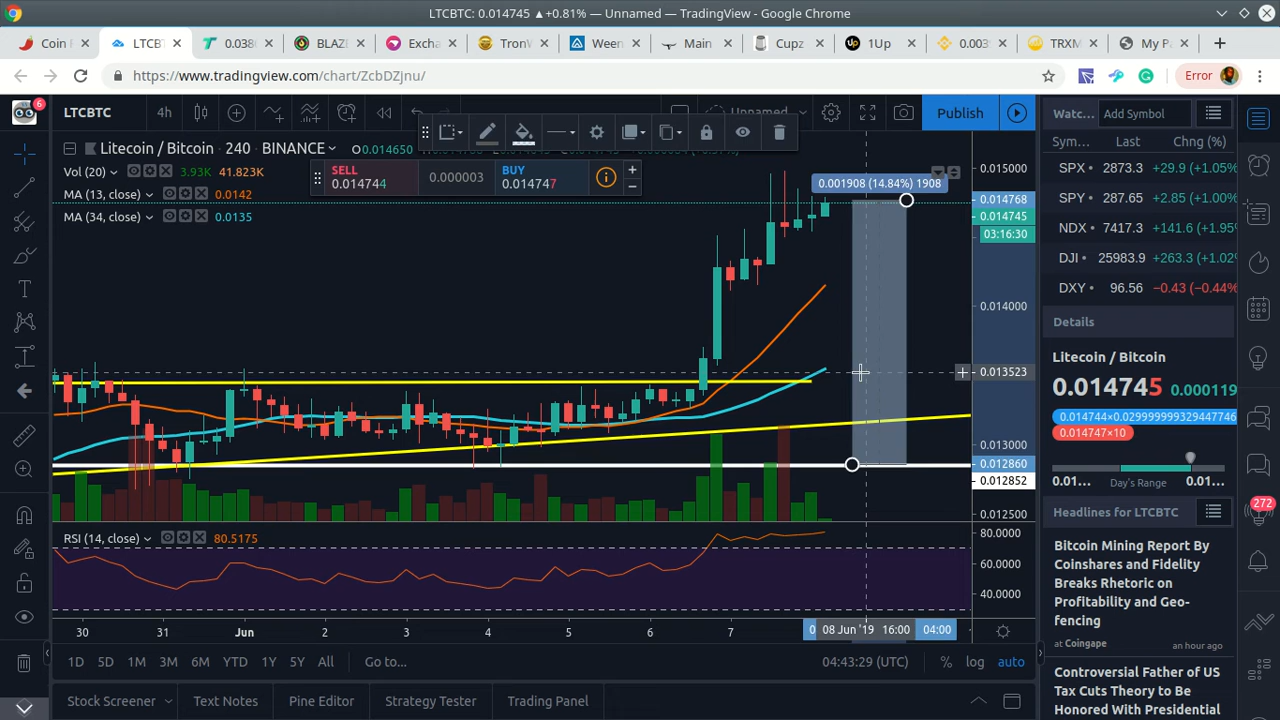 LTCBTC: 0.014745 ▲+0.81% — Unnamed — TradingView - Google Chrome
Coin F
LTCBT
0.038
BLAZE
Excha
TronW
Ween
Main
Cupz
1Up
0.003
TRXM
My P
https://www.tradingview.com/chart/ZcbDZjnu/
Error
6
LTCBTC
4h
Unnamed
Publish
Watc...
Add Symbol
Litecoin / Bitcoin · 240 · BINANCE
O0.014650
Sym...
Last
Chg (%)
Vol (20)
3.93K 41.823K
SELL
0.014744
0.000003
BUY
0.014747
MA (13, close)
0.0142
MA (34, close)
0.0135
0.001908 (14.84%) 1908
0.015000
0.014768
0.014745
03:16:30
0.014000
0.013523
0.013000
0.012860
0.012852
0.012500
SPX 2873.3 +29.9 (+1.05%
SPY 287.65 +2.85 (+1.00%
NDX 7417.3 +141.6 (+1.95%
DJI 25983.9 +263.3 (+1.02%
DXY 96.56 −0.43 (−0.44%
Details
Litecoin / Bitcoin
0.014745 0.000119
0.014744×0.029999999329447746
0.014747×10
0.01... Day's Range 0.01...
Headlines for LTCBTC
272
Bitcoin Mining Report By
Coinshares and Fidelity
Breaks Rhetoric on
Profitability and Geo-
fencing
at Coingape
an hour ago
Controversial Father of US
Tax Cuts Theory to Be
Honored With Presidential
RSI (14, close)
80.5175
80.0000
60.0000
40.0000
30 31 Jun 2 3 4 5 6 7
08 Jun '19 16:00
04:00
1D 5D 1M 3M 6M YTD 1Y 5Y All Go to...
04:43:29 (UTC)
% log auto
Stock Screener
Text Notes
Pine Editor
Strategy Tester
Trading Panel